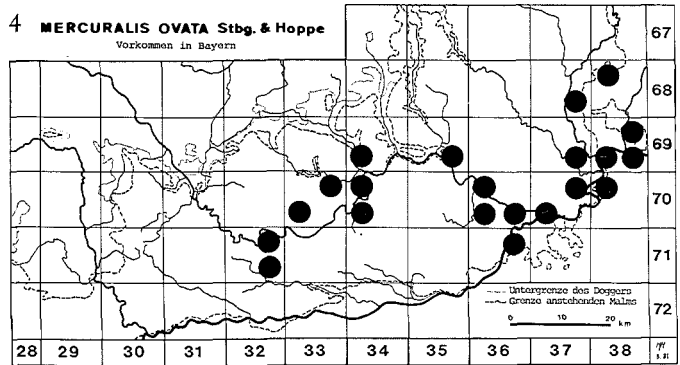 4 MERCURALIS OVATA Stbg. & Hoppe
Vorkommen in Bayern
67
68
69
70
71
72
Untergrenze des Doggers
Grenze anstehenden Malms
0 10 20 km
28 29 30 31 32 33 34 35 36 37 38